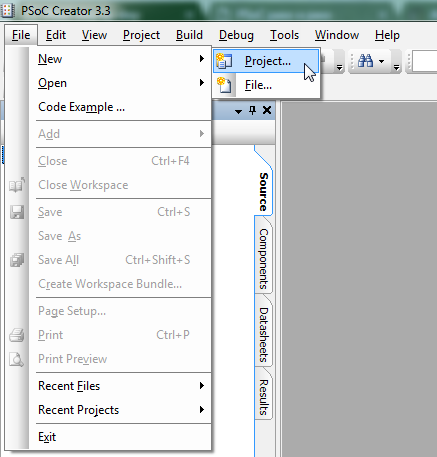 PSoC Creator 3.3
File Edit View Project Build Debug Tools Window Help
New
Project...
Open
File...
Code Example ...
Add
Close Ctrl+F4
Close Workspace
Save Ctrl+S
Save As
Save All Ctrl+Shift+S
Create Workspace Bundle...
Page Setup...
Print Ctrl+P
Print Preview
Recent Files
Recent Projects
Exit
Source
Components
Datasheets
Results